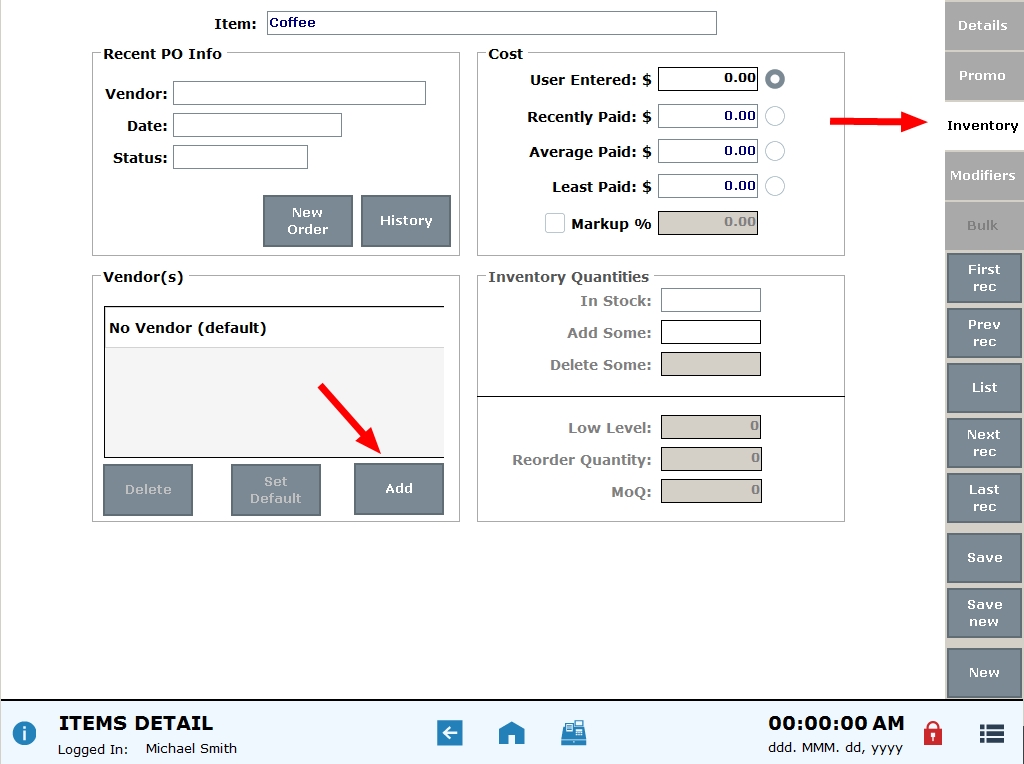 Item: Coffee
Recent PO Info
Vendor:
Date:
Status:
New
Order
History
Cost
User Entered: $ 0.00
Recently Paid: $ 0.00
Average Paid: $ 0.00
Least Paid: $ 0.00
Markup % 0.00
Vendor(s)
No Vendor (default)
Delete
Set
Default
Add
Inventory Quantities
In Stock:
Add Some:
Delete Some:
Low Level: 0
Reorder Quantity: 0
MoQ: 0
Details
Promo
Inventory
Modifiers
Bulk
First
rec
Prev
rec
List
Next
rec
Last
rec
Save
Save
new
New
ITEMS DETAIL
Logged In: Michael Smith
00:00:00 AM
ddd. MMM. dd, yyyy